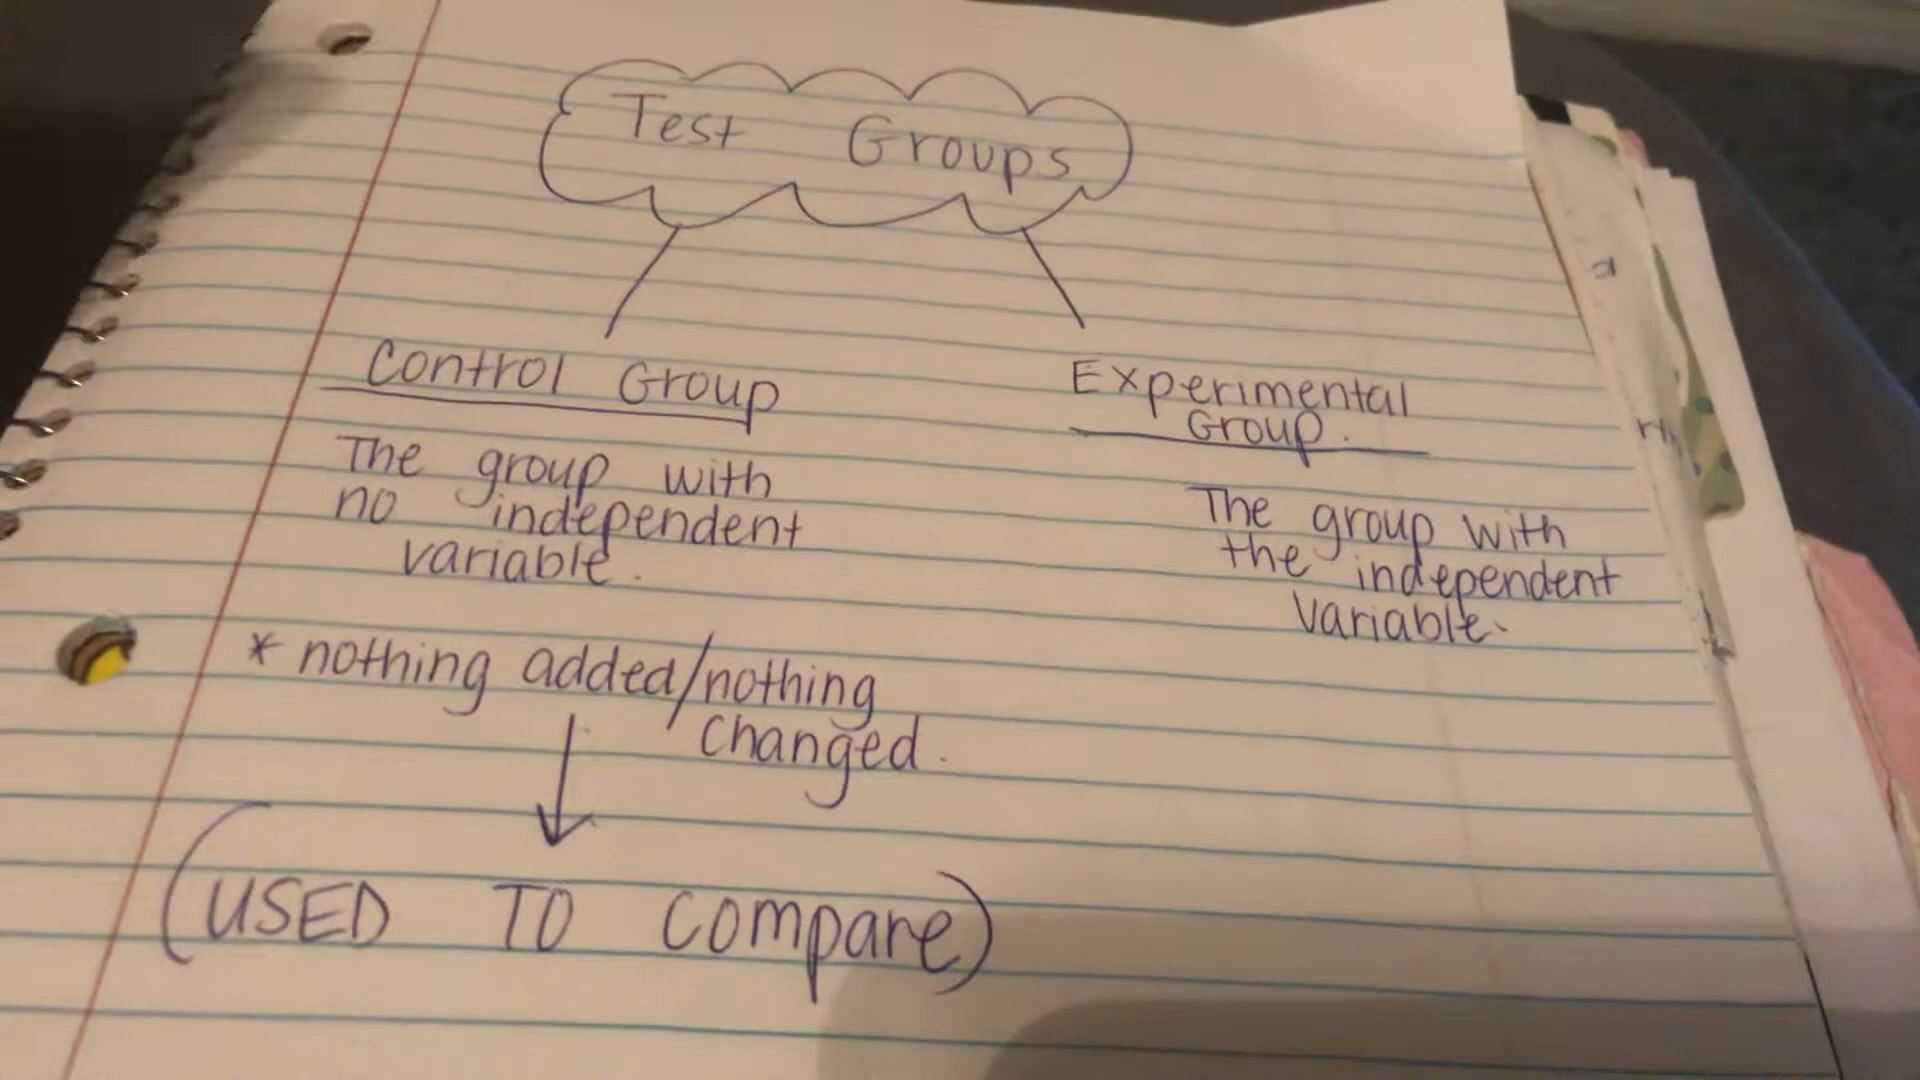 Test Groups
Control Group
The group with
no independent
variable.
* nothing added/nothing
changed.
(USED TO compare)
Experimental
Group.
The group with
the independent
variable.